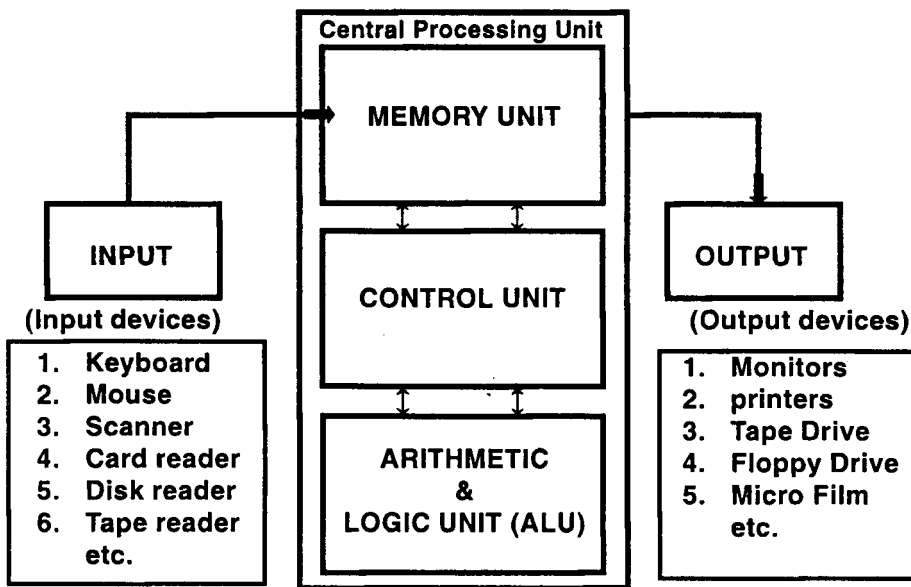 Central Processing Unit
MEMORY UNIT
INPUT
OUTPUT
CONTROL UNIT
(Input devices)
(Output devices)
1. Keyboard
2. Mouse
3. Scanner
4. Card reader
5. Disk reader
6. Tape reader
etc.
1. Monitors
2. printers
3. Tape Drive
4. Floppy Drive
5. Micro Film
etc.
ARITHMETIC
&
LOGIC UNIT (ALU)